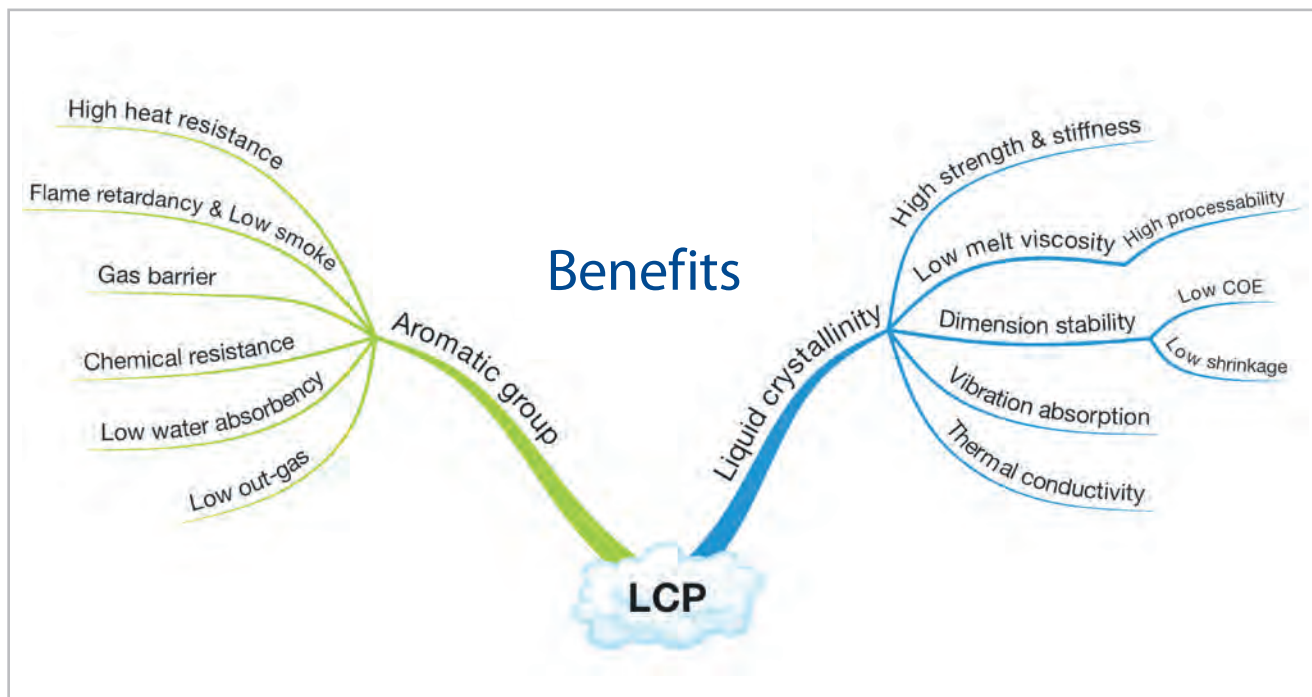 Benefits
High heat resistance
Flame retardancy & Low smoke
Gas barrier
Chemical resistance
Low water absorbency
Low out-gas
Aromatic group
Liquid crystallinity
High strength & stiffness
Low melt viscosity
High processability
Dimension stability
Low COE
Low shrinkage
Vibration absorption
Thermal conductivity
LCP